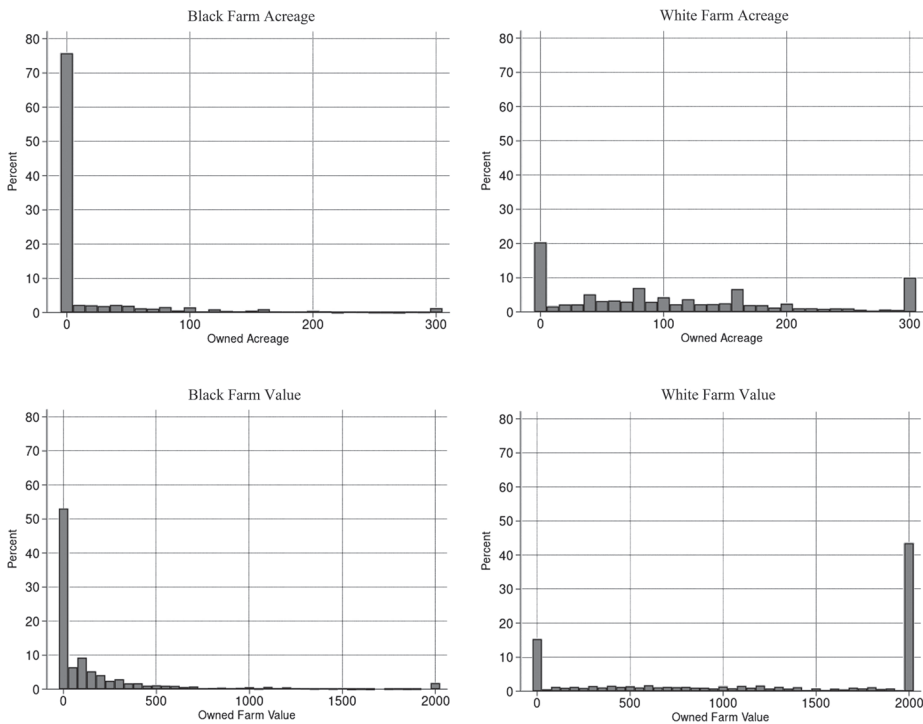 Black Farm Acreage
80
70
60
50
40
30
20
10
0
Percent
0 100 200 300
Owned Acreage
White Farm Acreage
80
70
60
50
40
30
20
10
0
Percent
0 100 200 300
Owned Acreage
Black Farm Value
80
70
60
50
40
30
20
10
0
Percent
0 500 1000 1500 2000
Owned Farm Value
White Farm Value
80
70
60
50
40
30
20
10
0
Percent
0 500 1000 1500 2000
Owned Farm Value